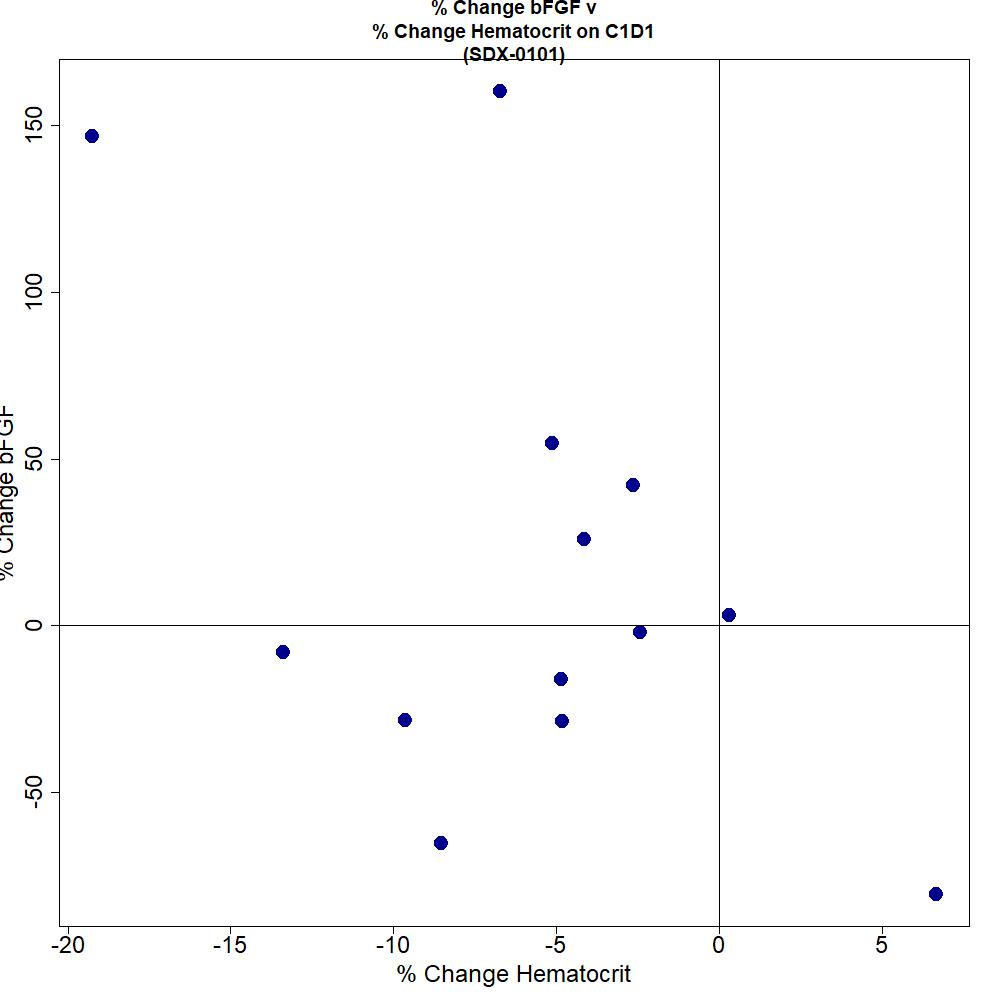 % Change bFGF v
% Change Hematocrit on C1D1
(SDX-0101)
% Change bFGF
150
100
50
0
-50
-20
-15
-10
-5
0
5
% Change Hematocrit